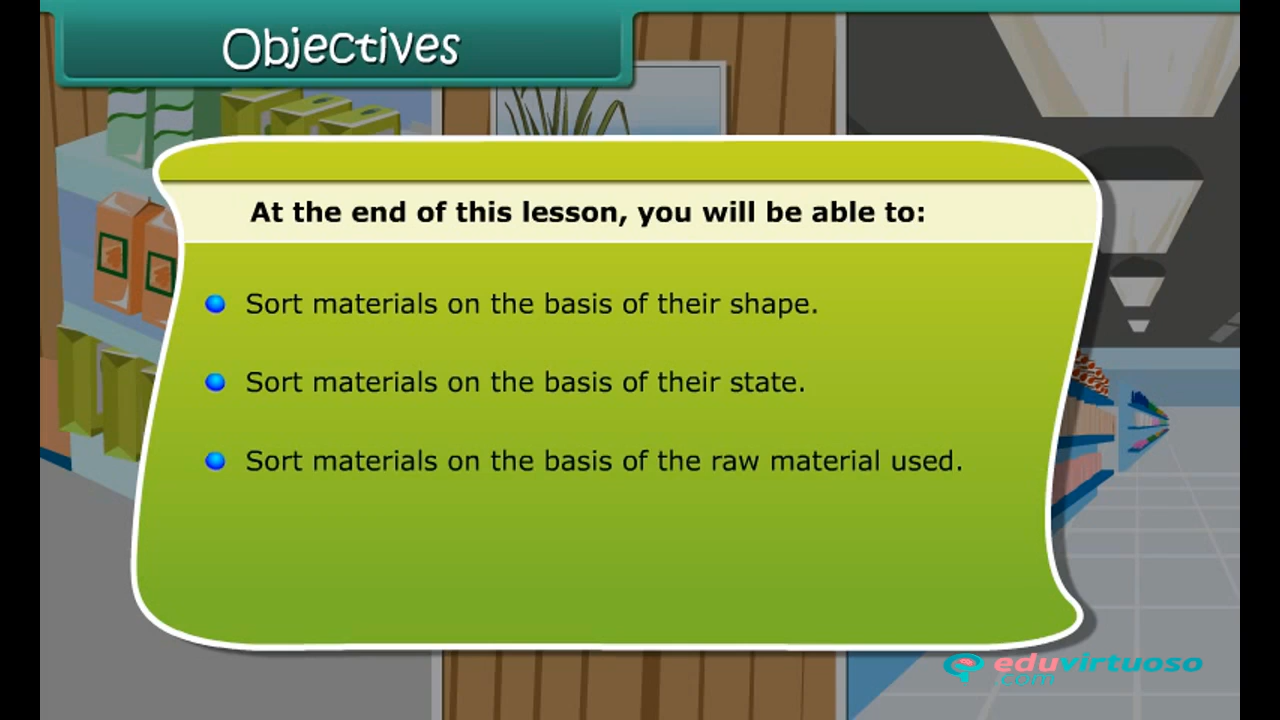 Objectives
At the end of this lesson, you will be able to:
Sort materials on the basis of their shape.
Sort materials on the basis of their state.
Sort materials on the basis of the raw material used.
eduvirtuoso
.com